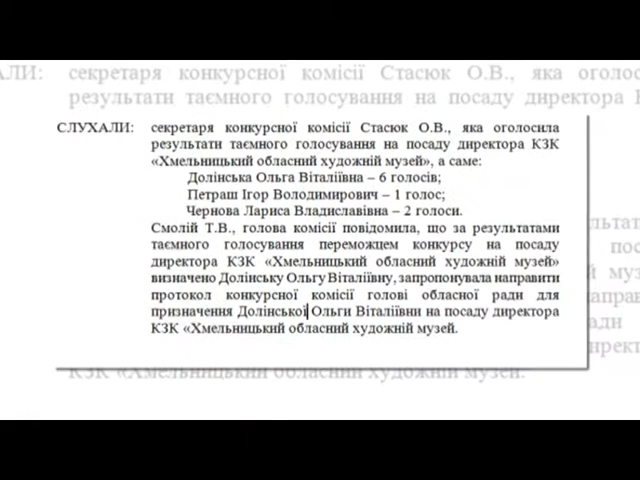 СЛУХАЛИ: секретаря конкурсної комісії Стасюк О.В., яка оголосила
результати таємного голосування на посаду директора КЗК
«Хмельницький обласний художній музей», а саме:
Долінська Ольга Віталіївна – 6 голосів;
Петраш Ігор Володимирович – 1 голос;
Чернова Лариса Владиславівна – 2 голоси.
Смолій Т.В., голова комісії повідомила, що за результатами
таємного голосування переможцем конкурсу на посаду
директора КЗК «Хмельницький обласний художній музей»
визначено Долінську Ольгу Віталіївну, запропонувала направити
протокол конкурсної комісії голові обласної ради для
призначення Долінської Ольги Віталіївни на посаду директора
КЗК «Хмельницький обласний художній музей.